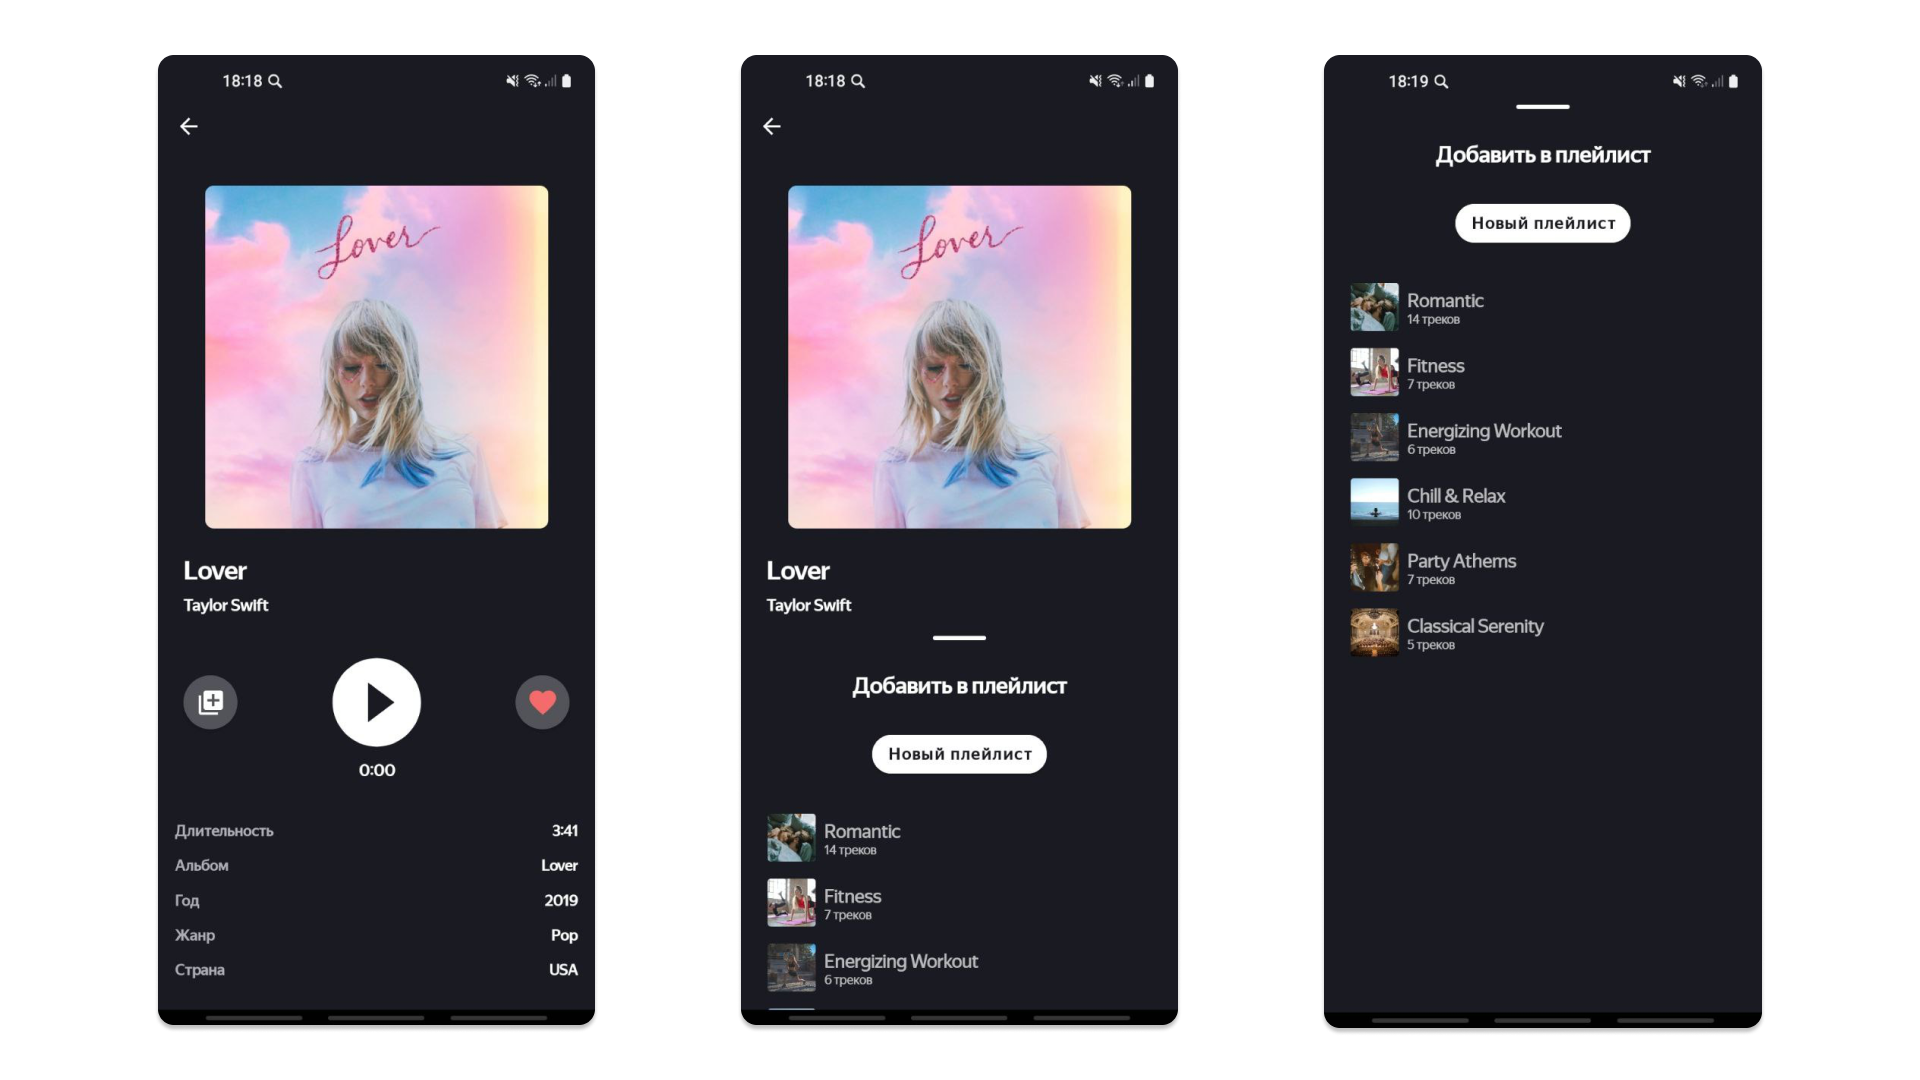 18:18
Lover
Lover
Taylor Swift
0:00
Длительность 3:41
Альбом Lover
Год 2019
Жанр Pop
Страна USA
18:18
Lover
Lover
Taylor Swift
Добавить в плейлист
Новый плейлист
Romantic
14 треков
Fitness
7 треков
Energizing Workout
6 треков
18:19
Добавить в плейлист
Новый плейлист
Romantic
14 треков
Fitness
7 треков
Energizing Workout
6 треков
Chill & Relax
10 треков
Party Athems
7 треков
Classical Serenity
5 треков